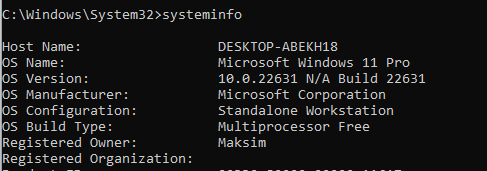 C:\Windows\System32>systeminfo
Host Name: DESKTOP-ABEKH18
OS Name: Microsoft Windows 11 Pro
OS Version: 10.0.22631 N/A Build 22631
OS Manufacturer: Microsoft Corporation
OS Configuration: Standalone Workstation
OS Build Type: Multiprocessor Free
Registered Owner: Maksim
Registered Organization: